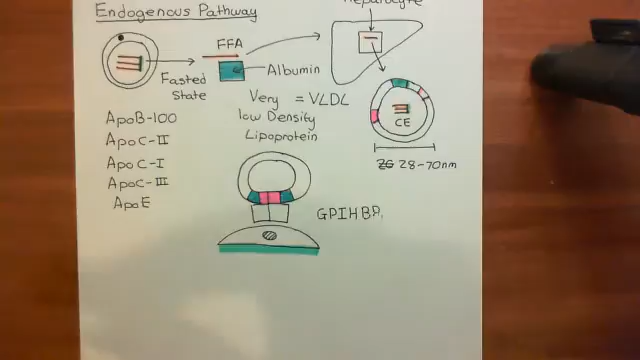 Endogenous Pathway
Hepatocyte
FFA
Albumin
Fasted
State
Very = VLDL
low Density
Lipoprotein
CE
28-70nm
ApoB-100
ApoC-II
ApoC-I
ApoC-III
ApoE
GPIHBP